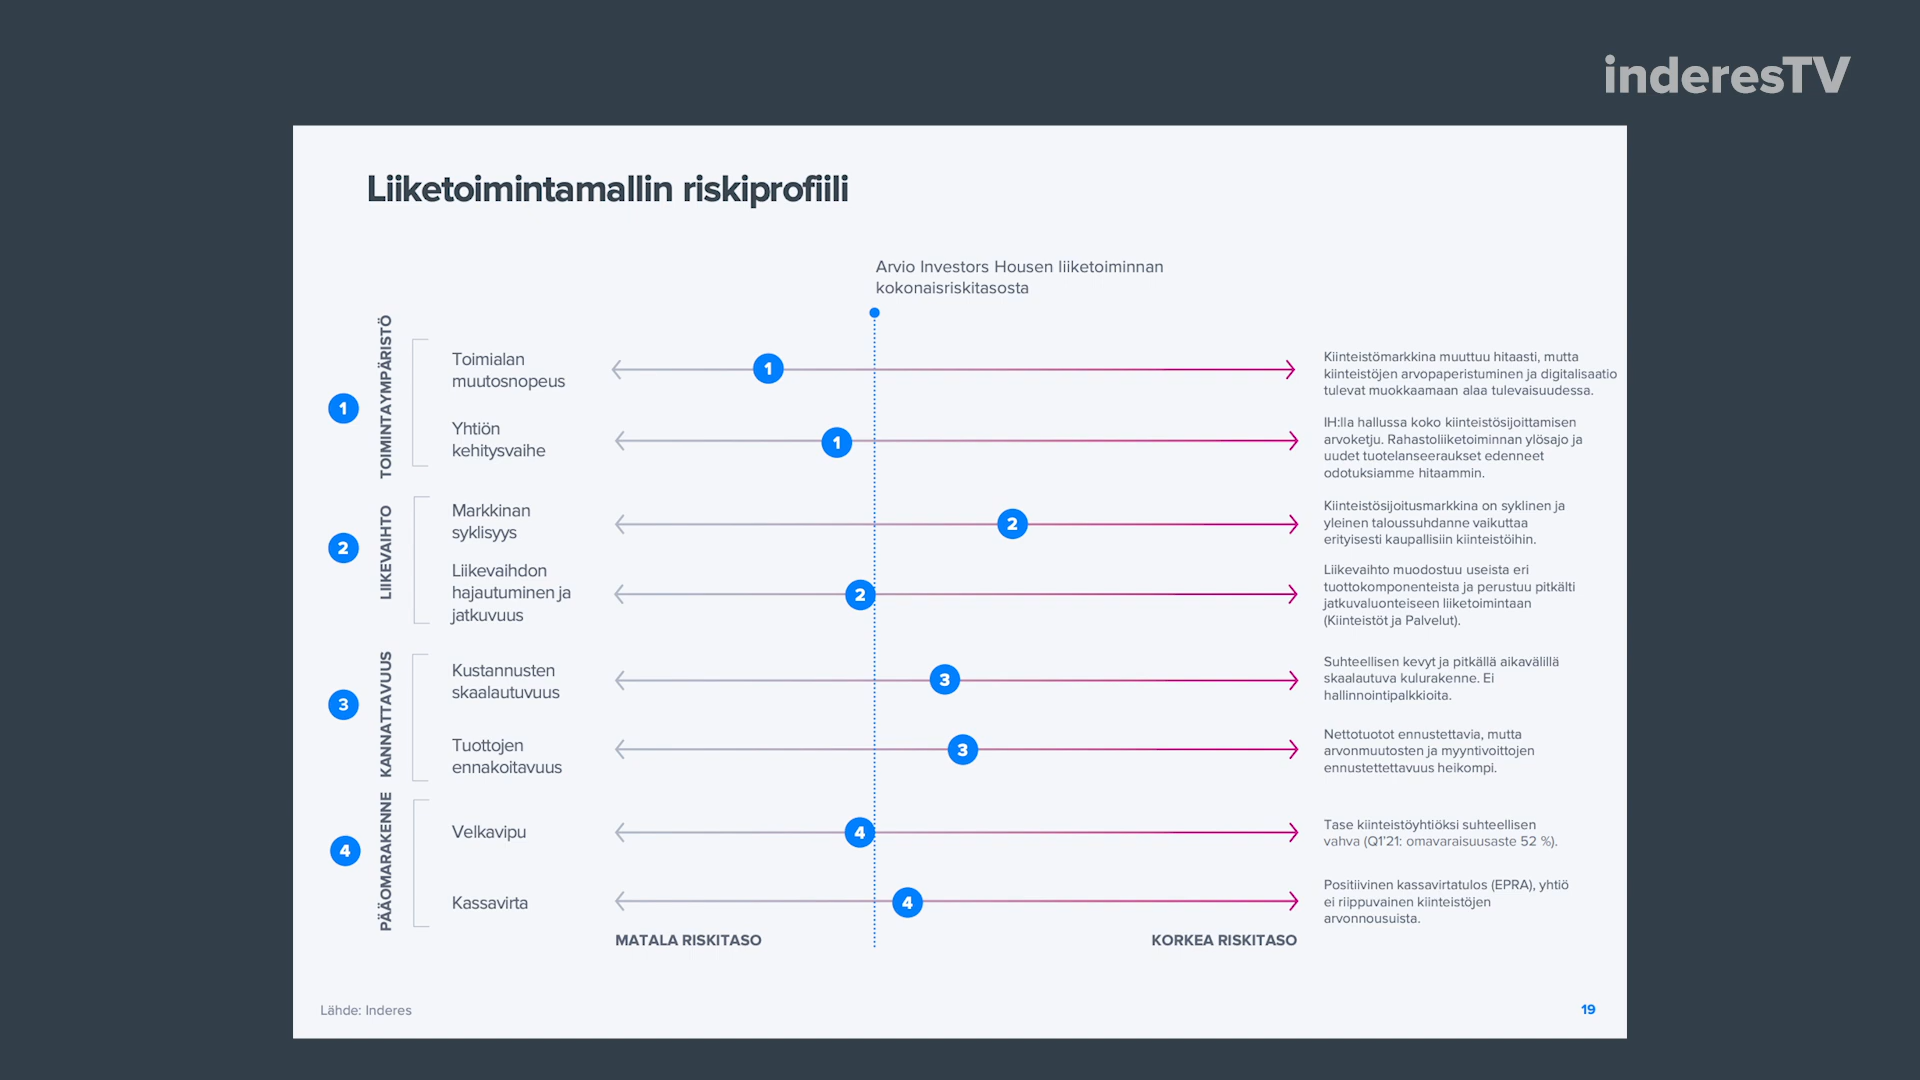 inderesTV
Liiketoimintamallin riskiprofiili
Arvio Investors Housen liiketoiminnan
kokonaisriskitasosta
1
TOIMINTAYMPÄRISTÖ
Toimialan
muutosnopeus
1
Kiinteistömarkkina muuttuu hitaasti, mutta
kiinteistöjen arvopaperistuminen ja digitalisaatio
tulevat muokkaamaan alaa tulevaisuudessa.
Yhtiön
kehitysvaihe
1
IH:lla hallussa koko kiinteistösijoittamisen
arvoketju. Rahastoliiketoiminnan ylösajo ja
uudet tuotelanseeraukset edenneet
odotuksiamme hitaammin.
2
LIIKEVAIHTO
Markkinan
syklisyys
2
Kiinteistösijoitusmarkkina on syklinen ja
yleinen taloussuhdanne vaikuttaa
erityisesti kaupallisiin kiinteistöihin.
Liikevaihdon
hajautuminen ja
jatkuvuus
2
Liikevaihto muodostuu useista eri
tuottokomponenteista ja perustuu pitkälti
jatkuvaluonteiseen liiketoimintaan
(Kiinteistöt ja Palvelut).
3
KANNATTAVUUS
Kustannusten
skaalautuvuus
3
Suhteellisen kevyt ja pitkällä aikavälillä
skaalautuva kulurakenne. Ei
hallinnointipalkkioita.
Tuottojen
ennakoitavuus
3
Nettotuotot ennustettavia, mutta
arvonmuutosten ja myyntivoittojen
ennustettettavuus heikompi.
4
PÄÄOMARAKENNE
Velkavipu
4
Tase kiinteistöyhtiöksi suhteellisen
vahva (Q1'21: omavaraisuusaste 52 %).
Kassavirta
4
Positiivinen kassavirtatulos (EPRA), yhtiö
ei riippuvainen kiinteistöjen
arvonnousuista.
MATALA RISKITASO
KORKEA RISKITASO
Lähde: Inderes
19